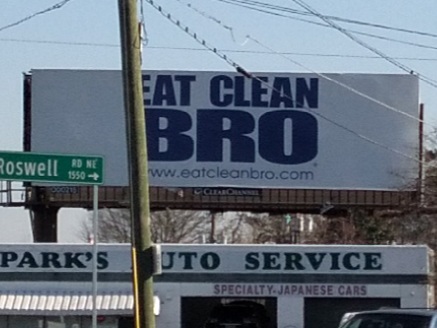 EAT CLEAN
BRO
www.eatcleanbro.com
CLEAR CHANNEL
Roswell RD NE
1550 →
PARK'S AUTO SERVICE
SPECIALTY-JAPANESE CARS